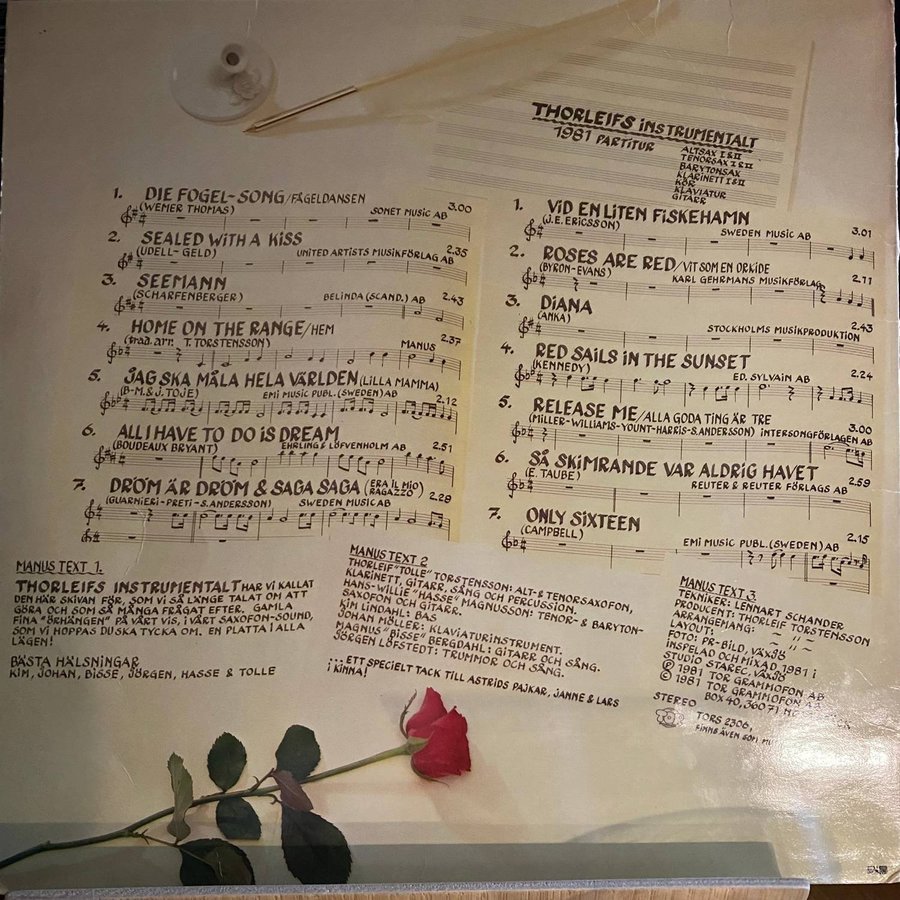 THORLEIFS INSTRUMENTALT
1981 PARTITUR
ALTSAX I & II
TENORSAX I & II
BARYTONSAX
KLARINETT I & II
KÖR
KLAVIATUR
GITARR
1. DIE FOGEL-SONG/FÅGELDANSEN
(WEMER THOMAS) SONET MUSIC AB 3.00
2. SEALED WITH A KISS
(UDELL-GELD) UNITED ARTISTS MUSIKFÖRLAG AB 2.35
3. SEEMANN
(SCHARFENBERGER) BELINDA (SCAND.) AB 2.43
4. HOME ON THE RANGE/HEM
(trad. arr. T. TORSTENSSON) MANUS 2.37
5. JAG SKA MÅLA HELA VÄRLDEN (LILLA MAMMA)
(B-M. & J. TOJE) EMI MUSIC PUBL. (SWEDEN) AB 2.12
6. ALL I HAVE TO DO IS DREAM
(BOUDEAUX BRYANT) EHRLING & LÖFVENHOLM AB 2.51
7. DRÖM ÄR DRÖM & SAGA SAGA (ERA IL MIO RAGAZZO)
(GUARNIERI-PRETI-S. ANDERSSON) SWEDEN MUSIC AB 2.29
1. VID EN LITEN FISKEHAMN
(J.E. ERICSSON) SWEDEN MUSIC AB 3.01
2. ROSES ARE RED/VIT SOM EN ORKIDE
(BYRON-EVANS) KARL GEHRMANS MUSIKFÖRLAG 2.11
3. DIANA
(ANKA) STOCKHOLMS MUSIKPRODUKTION 2.43
4. RED SAILS IN THE SUNSET
(KENNEDY) ED. SYLVAIN AB 2.24
5. RELEASE ME/ALLA GODA TING ÄR TRE
(MILLER-WILLIAMS-YOUNT-HARRIS-S. ANDERSSON) INTERSONGFÖRLAGEN AB 3.00
6. SÅ SKIMRANDE VAR ALDRIG HAVET
(E. TAUBE) REUTER & REUTER FÖRLAGS AB 2.59
7. ONLY SIXTEEN
(CAMPBELL) EMI MUSIC PUBL. (SWEDEN) AB 2.15
MANUS TEXT 1.
THORLEIFS INSTRUMENTALT HAR VI KALLAT
DEN HÄR SKIVAN FÖR, SOM VI SÅ LÄNGE TALAT OM ATT
GÖRA OCH SOM SÅ MÅNGA FRÅGAT EFTER. GAMLA
FINA "ÖRHÄNGEN" PÅ VÅRT VIS, I VÅRT SAXOFON-SOUND,
SOM VI HOPPAS DU SKA TYCKA OM. EN PLATTA I ALLA
LÄGEN!
BÄSTA HÄLSNINGAR
KIM, JOHAN, BISSE, JÖRGEN, HASSE & TOLLE
MANUS TEXT 2
THORLEIF "TOLLE" TORSTENSSON: ALT- & TENORSAXOFON,
KLARINETT, GITARR, SÅNG OCH PERCUSSION.
HANS-WILLIE "HASSE" MAGNUSSON: TENOR- & BARYTON-
SAXOFON OCH GITARR.
KIM LINDAHL: BAS
JOHAN MÖLLER: KLAVIATURINSTRUMENT.
MAGNUS "BISSE" BERGDAHL: GITARR OCH SÅNG.
JÖRGEN LÖFSTEDT: TRUMMOR OCH SÅNG.
...ETT SPECIELT TACK TILL ASTRIDS PAJKAR, JANNE & LARS
I KINNA!
MANUS TEXT 3
TEKNIKER: LENNART SCHANDER
PRODUCENT: THORLEIF TORSTENSSON
ARRANGEMANG: ~ " ~
LAYOUT: ~ " ~
FOTO: PR-BILD, VÄXJÖ
INSPELAD OCH MIXAD, 1981 I
STUDIO STAREC, VÄXJÖ
℗ 1981 TOR GRAMMOFON AB
© 1981 TOR GRAMMOFON AB
BOX 40, 360 71
STEREO TORS 2306,
FINNS ÄVEN SOM